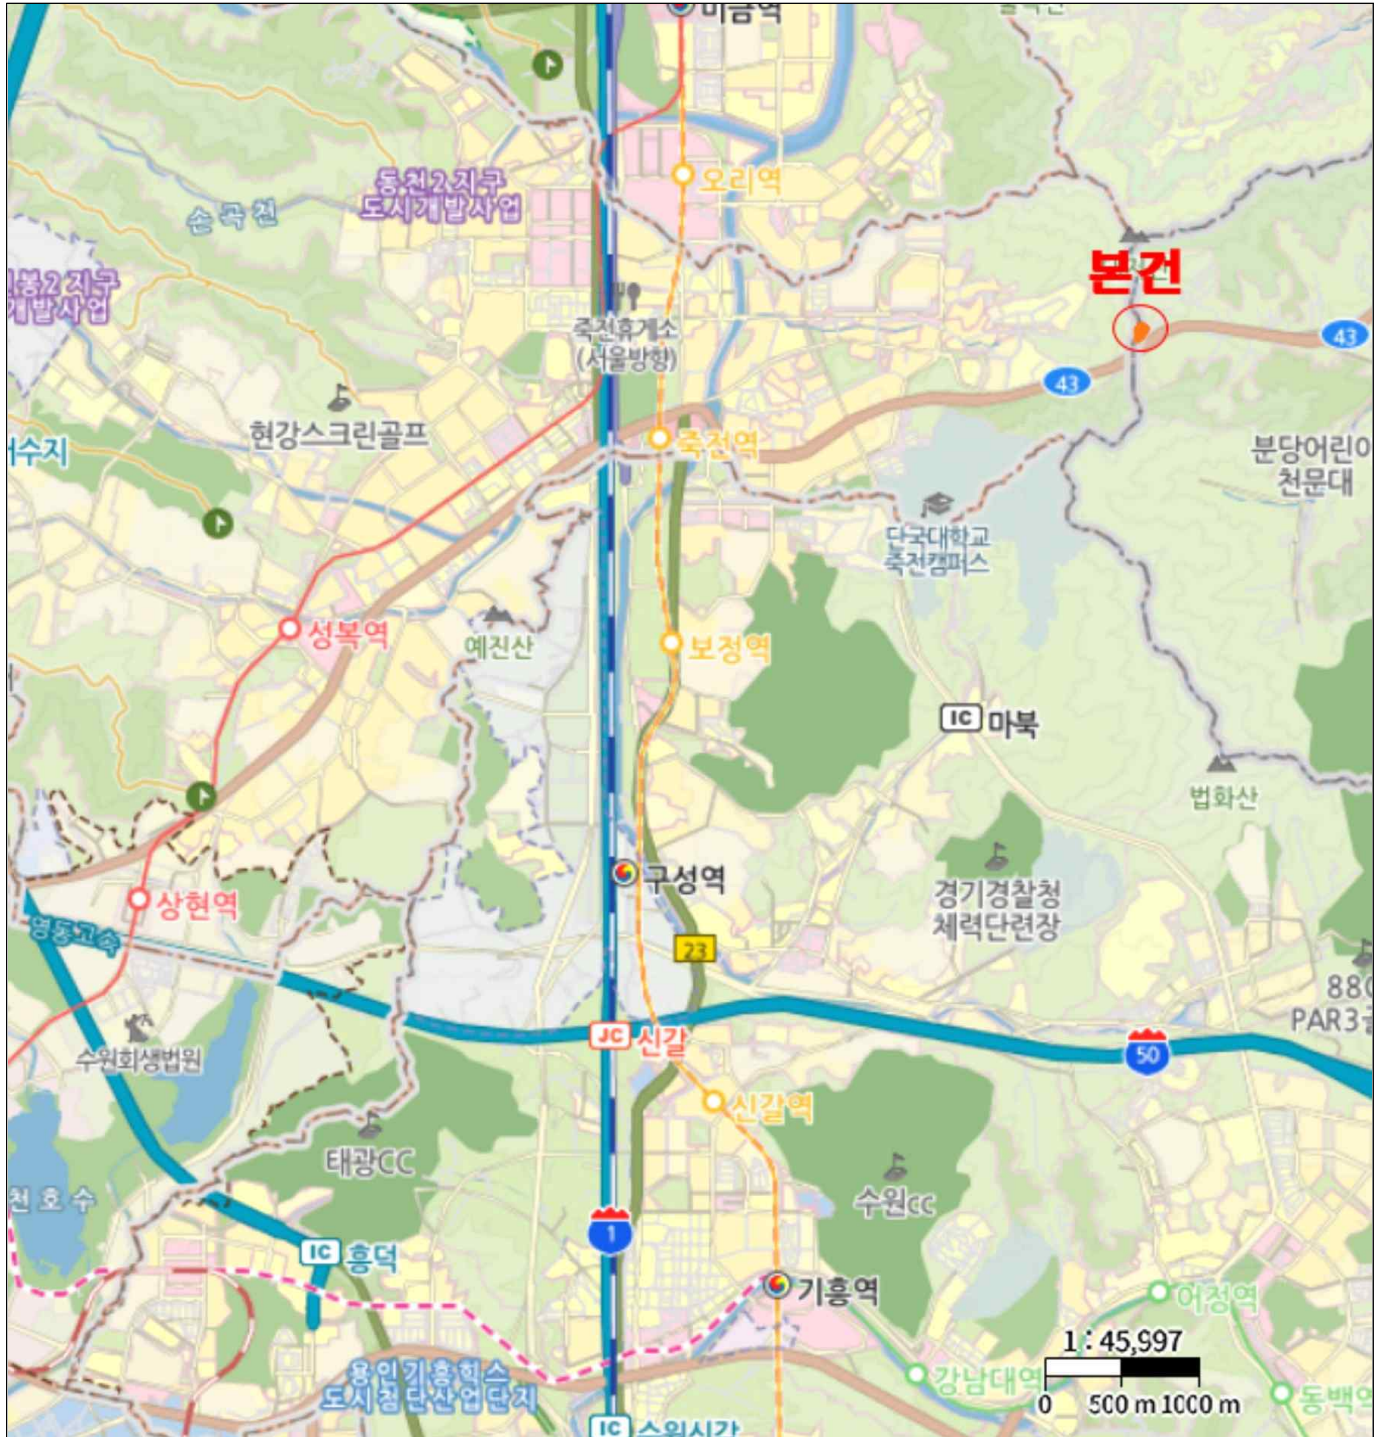 미금역
오리역
동천2지구
도시개발사업
손곡천
본건
봉2지구
개발사업
43
죽전휴게소
(서울방향)
43
현강스크린골프
죽전역
수지
분당어린이
천문대
단국대학교
죽전캠퍼스
성복역
예진산
보정역
IC 마북
법화산
구성역
경기경찰청
체력단련장
상현역
영동고속
23
880
PAR3골
JC 신갈
수원회생법원
50
신갈역
태광CC
수원cc
천호수
1
IC 흥덕
기흥역
어정역
1:45,997
용인기흥힉스
도시첨단산업단지
강남대역
0 500 m 1000 m
동백역
IC 수원신갈